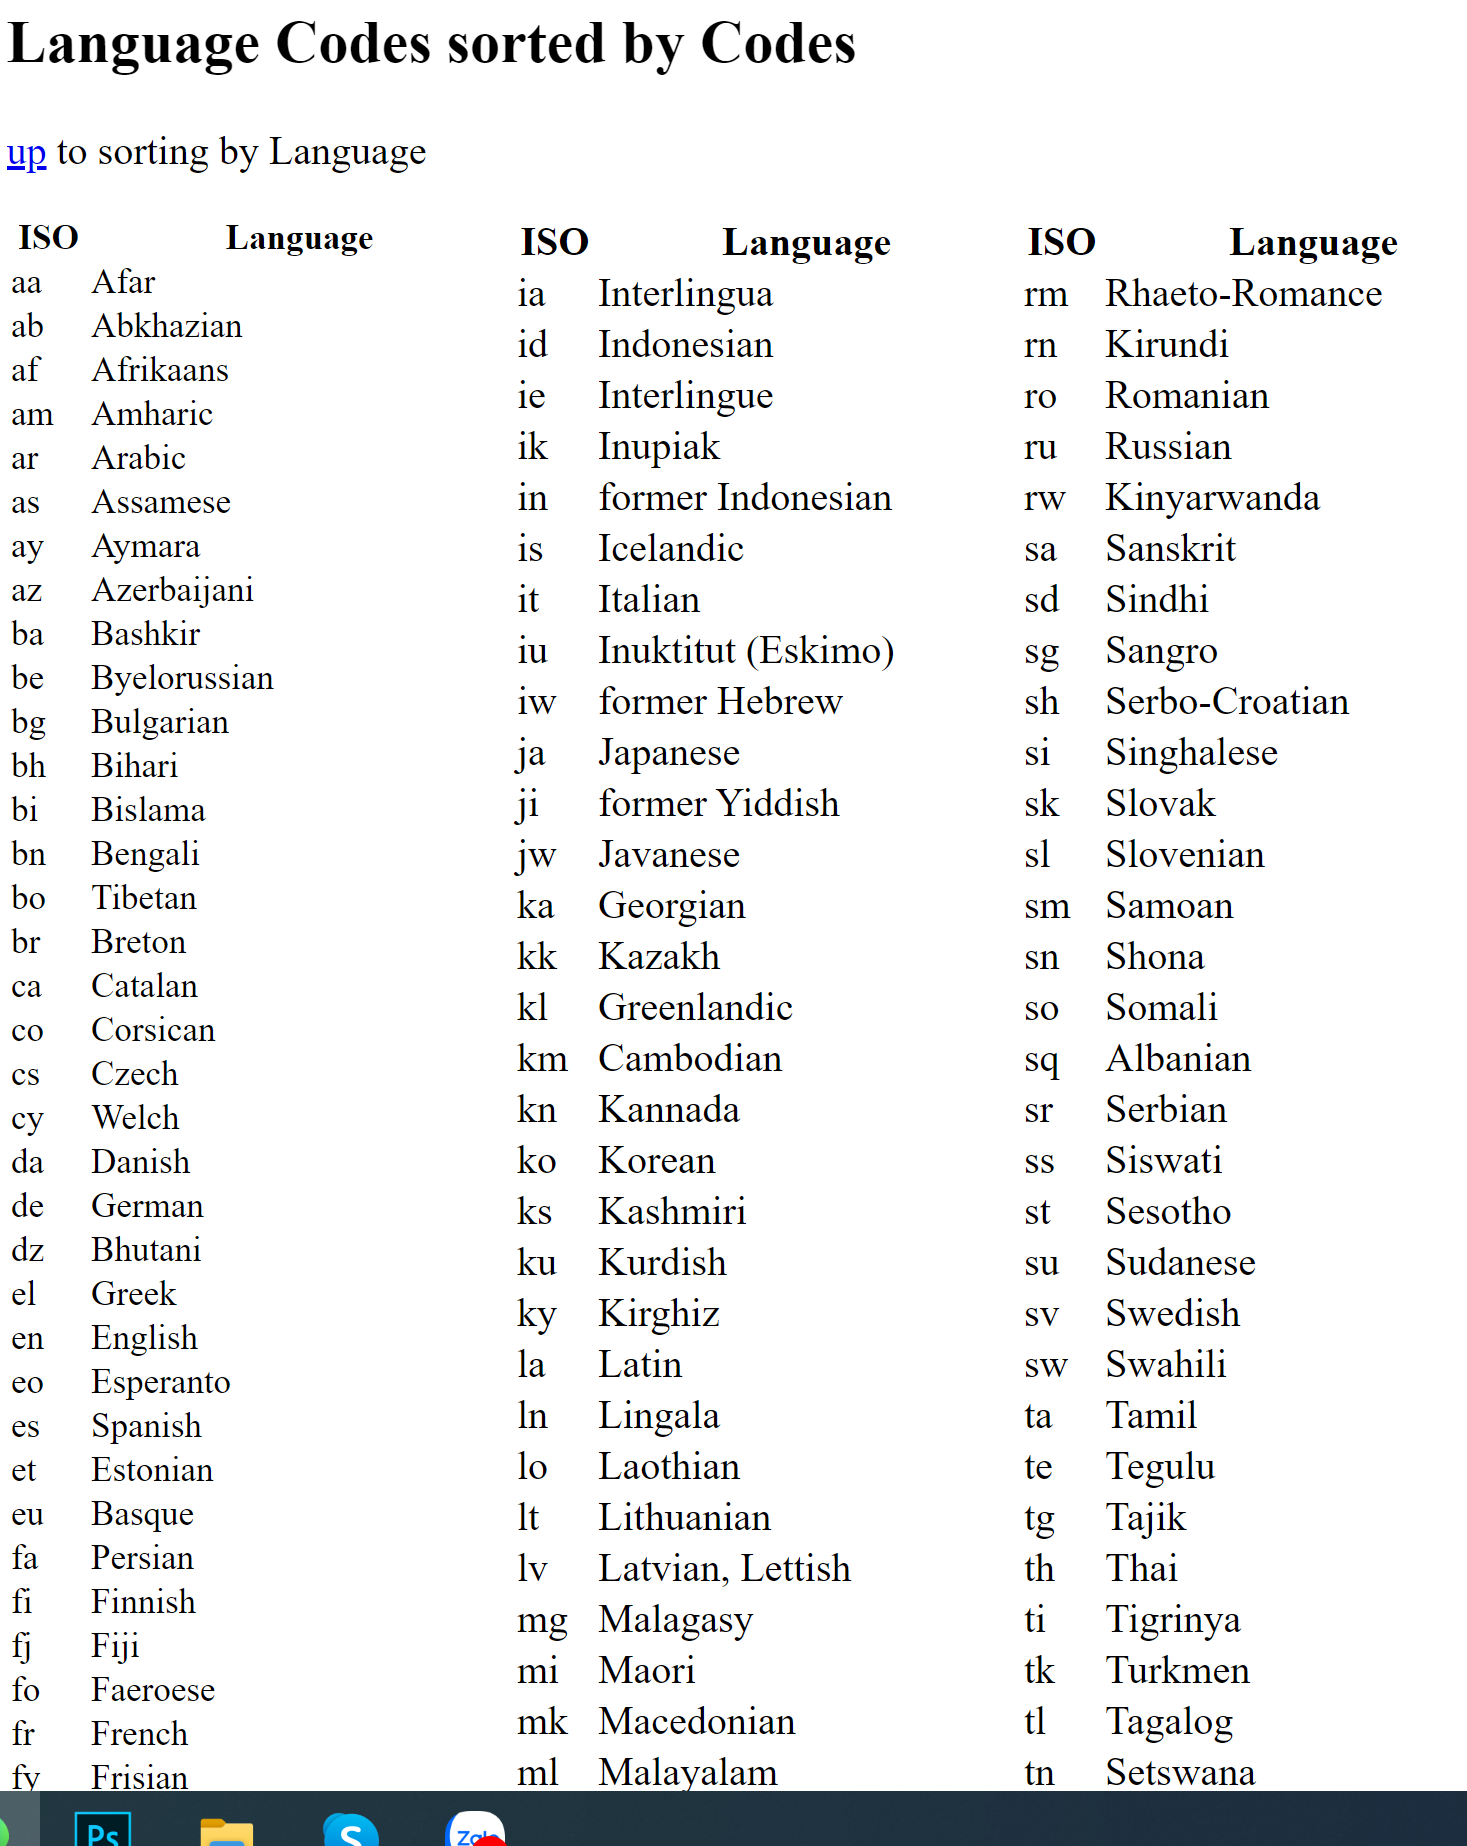 Language Codes sorted by Codes
up to sorting by Language
ISO Language
aa Afar
ab Abkhazian
af Afrikaans
am Amharic
ar Arabic
as Assamese
ay Aymara
az Azerbaijani
ba Bashkir
be Byelorussian
bg Bulgarian
bh Bihari
bi Bislama
bn Bengali
bo Tibetan
br Breton
ca Catalan
co Corsican
cs Czech
cy Welch
da Danish
de German
dz Bhutani
el Greek
en English
eo Esperanto
es Spanish
et Estonian
eu Basque
fa Persian
fi Finnish
fj Fiji
fo Faeroese
fr French
fy Frisian
ISO Language
ia Interlingua
id Indonesian
ie Interlingue
ik Inupiak
in former Indonesian
is Icelandic
it Italian
iu Inuktitut (Eskimo)
iw former Hebrew
ja Japanese
ji former Yiddish
jw Javanese
ka Georgian
kk Kazakh
kl Greenlandic
km Cambodian
kn Kannada
ko Korean
ks Kashmiri
ku Kurdish
ky Kirghiz
la Latin
ln Lingala
lo Laothian
lt Lithuanian
lv Latvian, Lettish
mg Malagasy
mi Maori
mk Macedonian
ml Malayalam
ISO Language
rm Rhaeto-Romance
rn Kirundi
ro Romanian
ru Russian
rw Kinyarwanda
sa Sanskrit
sd Sindhi
sg Sangro
sh Serbo-Croatian
si Singhalese
sk Slovak
sl Slovenian
sm Samoan
sn Shona
so Somali
sq Albanian
sr Serbian
ss Siswati
st Sesotho
su Sudanese
sv Swedish
sw Swahili
ta Tamil
te Tegulu
tg Tajik
th Thai
ti Tigrinya
tk Turkmen
tl Tagalog
tn Setswana
Ps
S